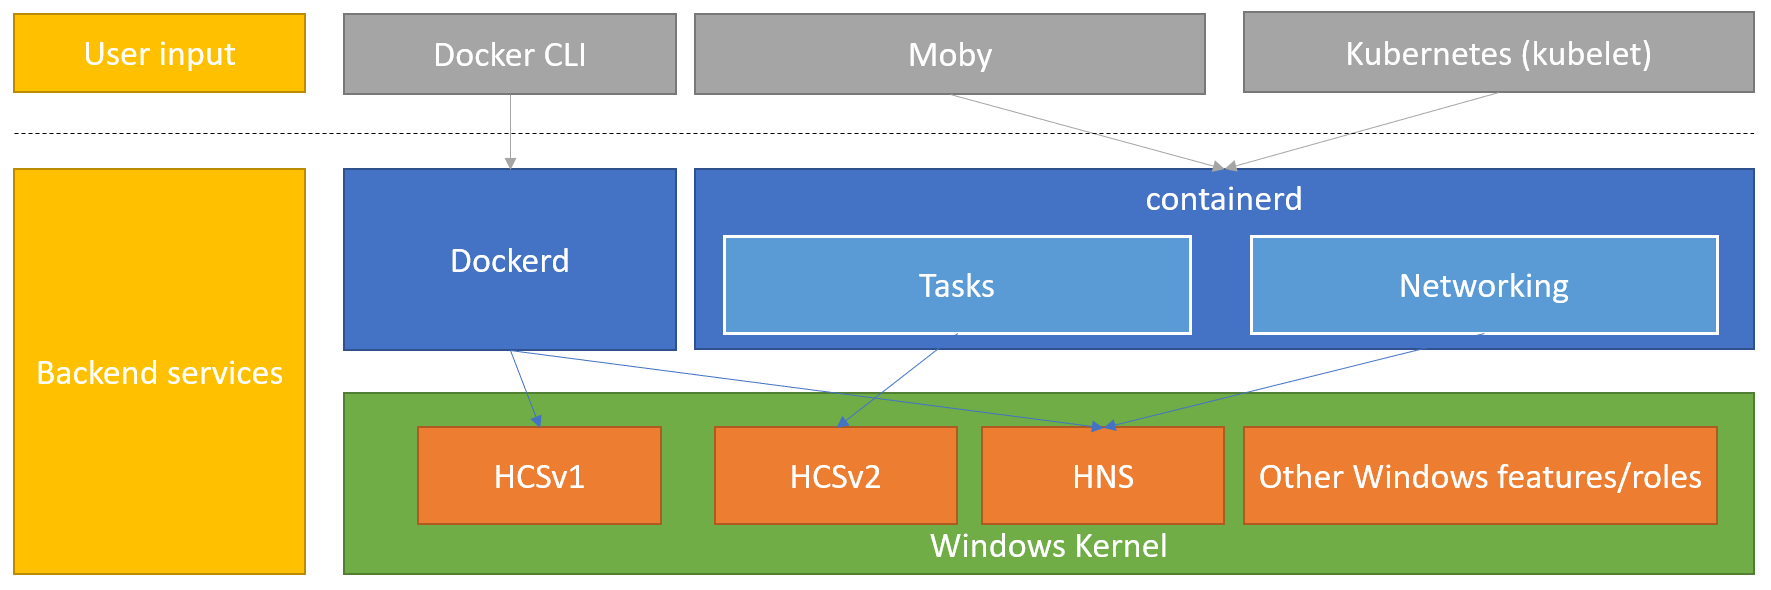 User input
Docker CLI
Moby
Kubernetes (kubelet)
Backend services
Dockerd
containerd
Tasks
Networking
HCSv1
HCSv2
HNS
Other Windows features/roles
Windows Kernel